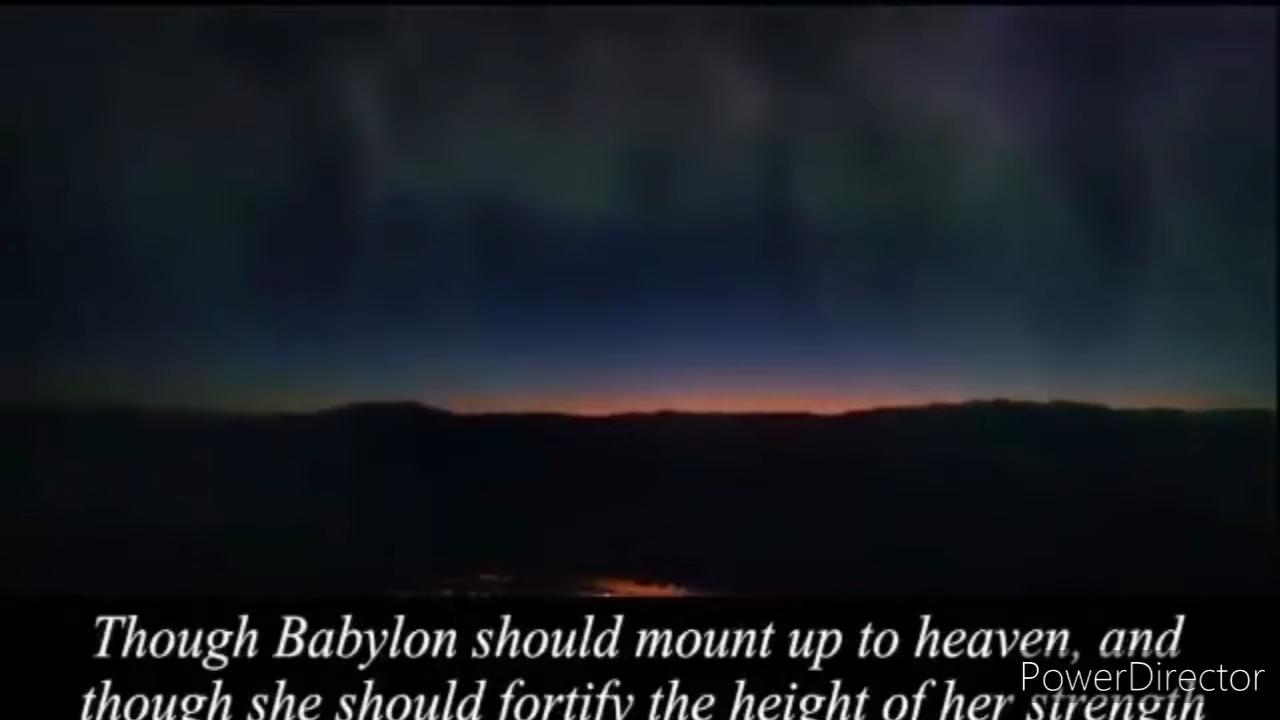 Though Babylon should mount up to heaven, and
PowerDirector
though she should fortify the height of her strength